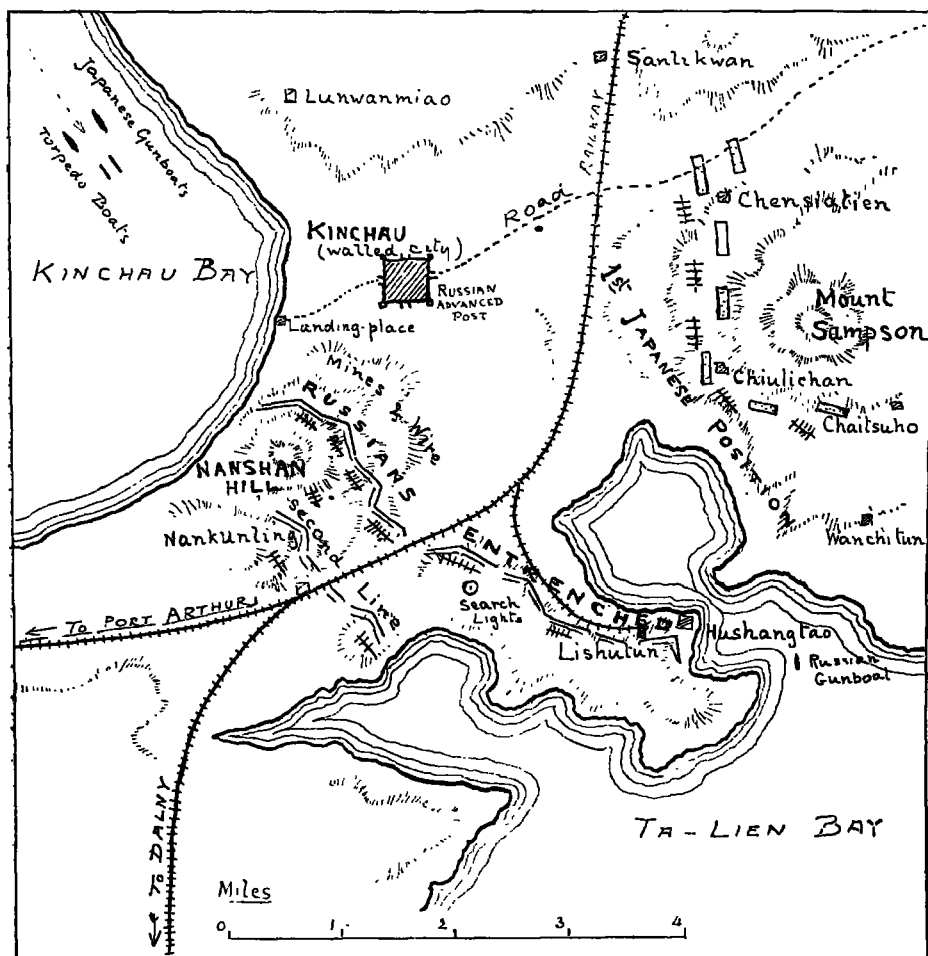 Japanese Gunboats
Torpedo Boats
Lunwanmiao
Sanlikwan
RAILWAY
Road
Chensiatien
KINCHAU
(walled city)
KINCHAU BAY
RUSSIAN
ADVANCED
POST
Landing-place
1st JAPANESE POSITION
Mount
Sampson
Chiulichan
Chaitsuho
Mines & Wire
RUSSIANS
NANSHAN
HILL
Nankunling
Second Line
ENTRENCHED
Wanchitun
Search
Lights
← TO PORT ARTHUR
Lishutun
Hushangtao
Russian
Gunboat
← TO DALNY
TA-LIEN BAY
Miles
0 1 2 3 4